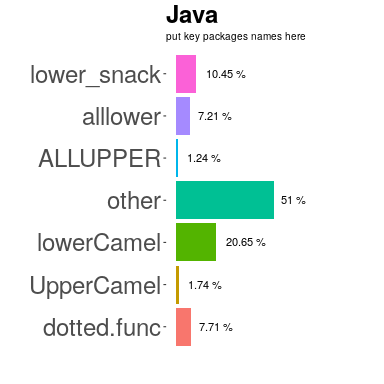 Java
put key packages names here
lower_snack 10.45 %
alllower 7.21 %
ALLUPPER 1.24 %
other 51 %
lowerCamel 20.65 %
UpperCamel 1.74 %
dotted.func 7.71 %